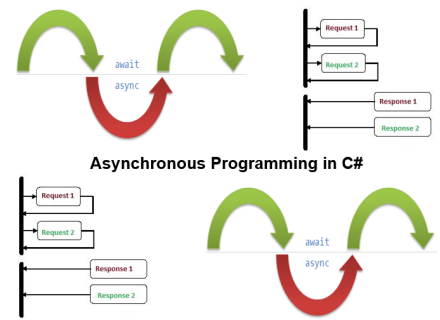 await
async
Request 1
Request 2
Response 1
Response 2
Asynchronous Programming in C#
Request 1
Request 2
Response 1
Response 2
await
async